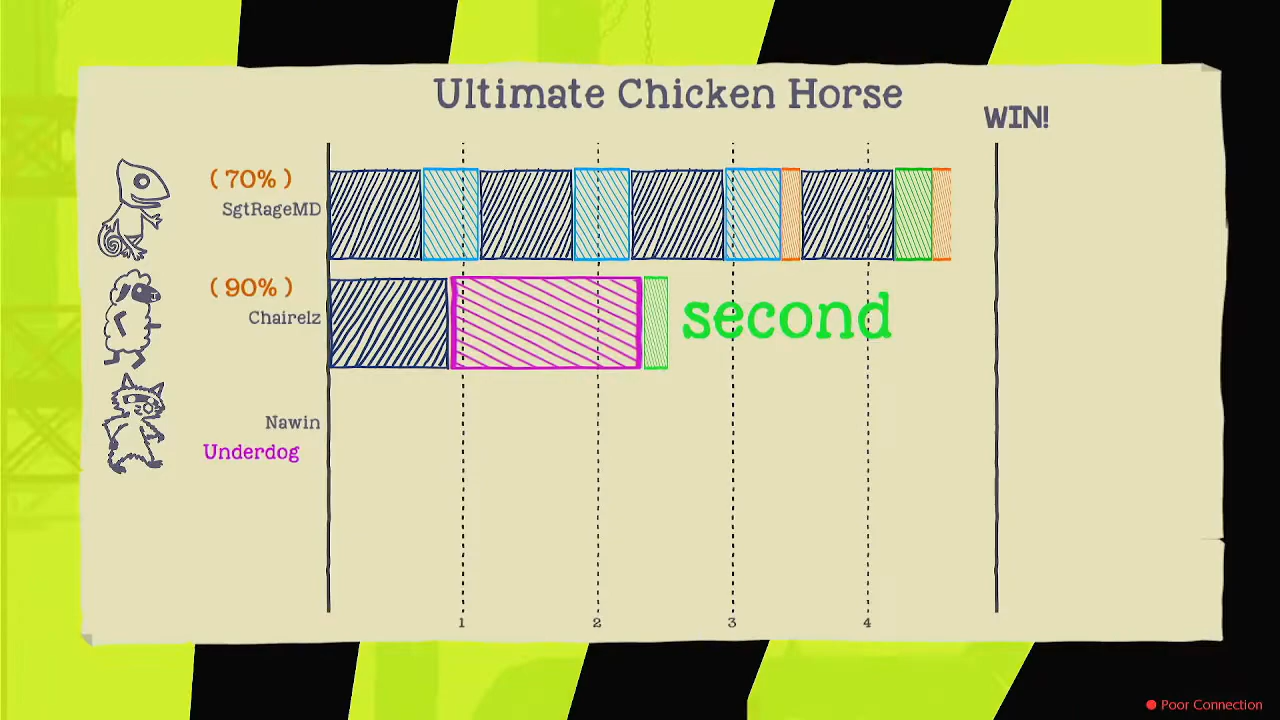 Ultimate Chicken Horse
WIN!
( 70% )
SgtRageMD
( 90% )
Chairelz
second
Nawin
Underdog
1 2 3 4
Poor Connection